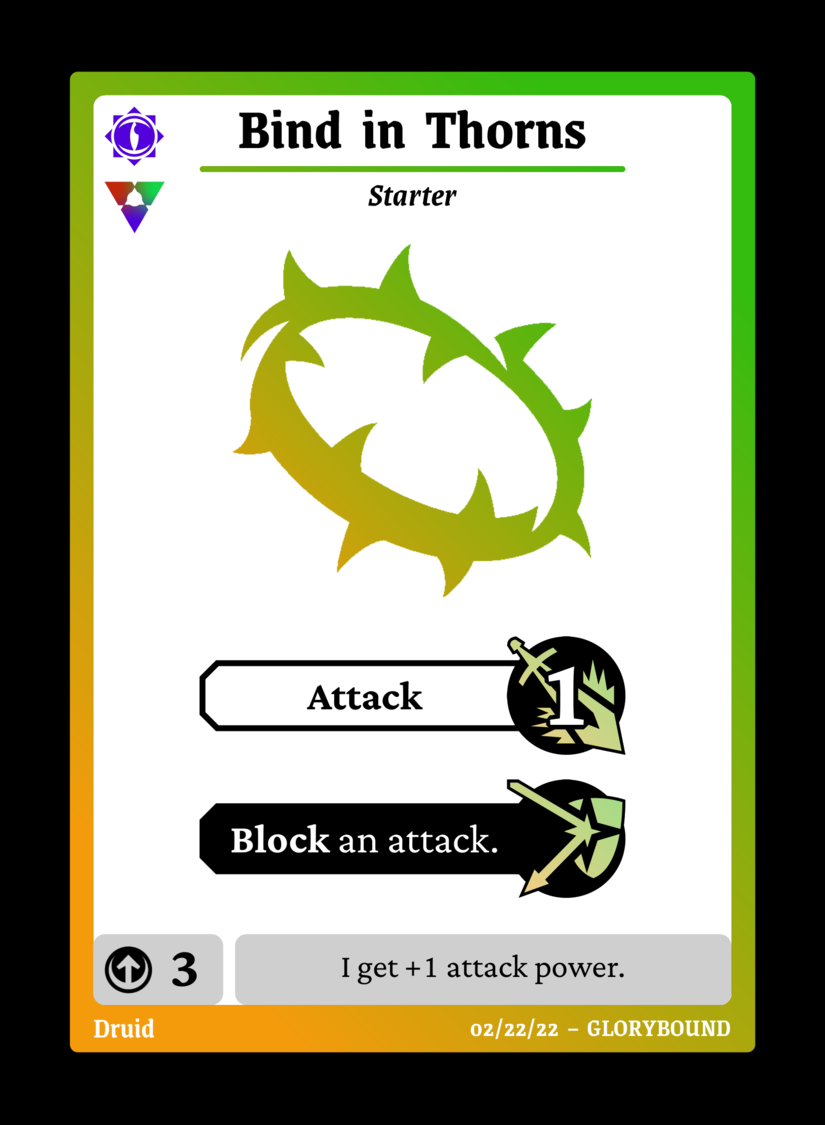 Bind in Thorns
Starter
Attack 1
Block an attack.
3 I get +1 attack power.
Druid 02/22/22 – GLORYBOUND